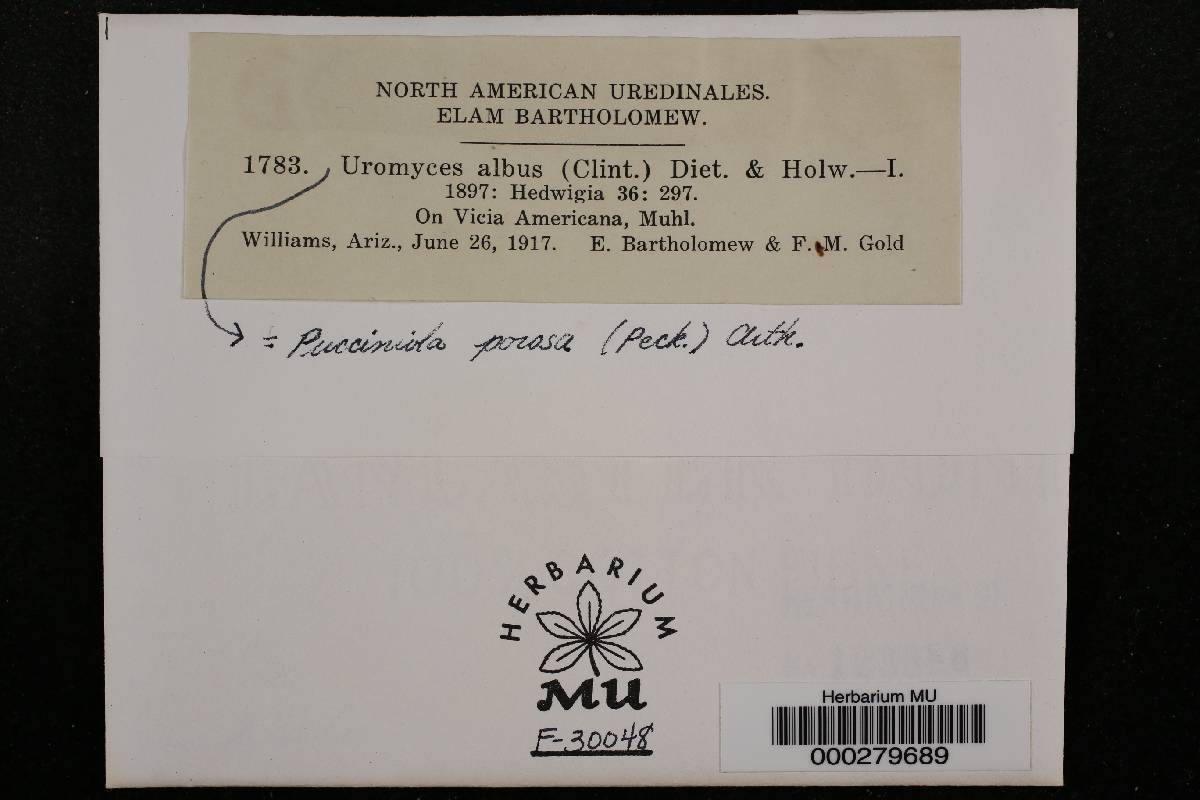 NORTH AMERICAN UREDINALES.
ELAM BARTHOLOMEW.
1783. Uromyces albus (Clint.) Diet. & Holw.—I.
1897: Hedwigia 36: 297.
On Vicia Americana, Muhl.
Williams, Ariz., June 26, 1917. E. Bartholomew & F. M. Gold
= Pucciniola porosa (Peck.) Arth.
HERBARIUM
MU
F-30048
Herbarium MU
000279689